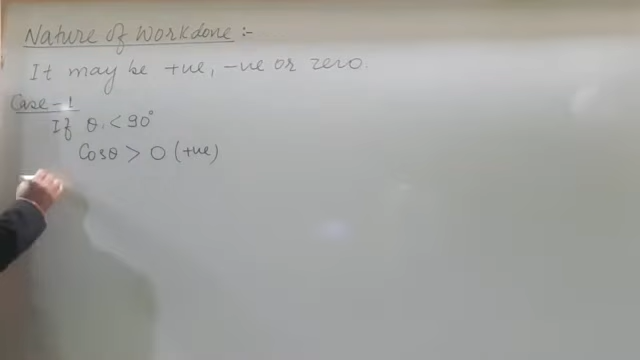 Nature of Workdone :-
It may be +ve, -ve or zero.
Case - 1
If θ, < 90°
Cosθ > 0 (+ve)